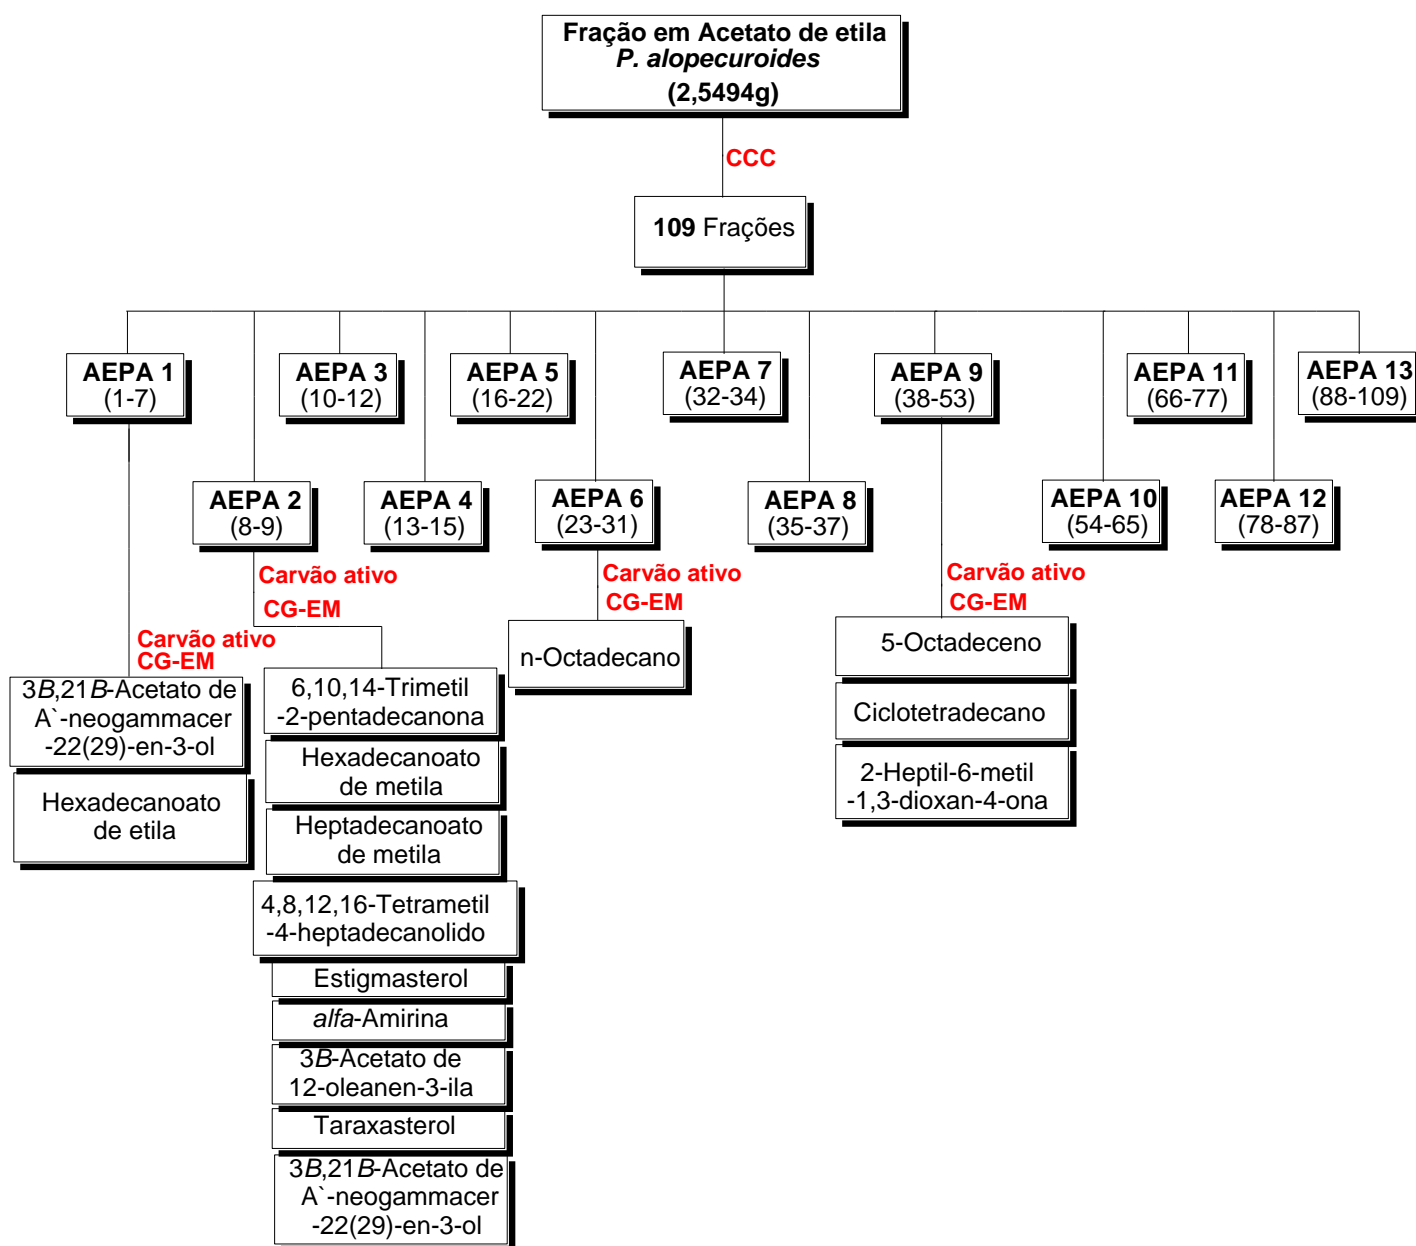 Fração em Acetato de etila
P. alopecuroides
(2,5494g)
CCC
109 Frações
AEPA 1
(1-7)
AEPA 3
(10-12)
AEPA 5
(16-22)
AEPA 7
(32-34)
AEPA 9
(38-53)
AEPA 11
(66-77)
AEPA 13
(88-109)
AEPA 2
(8-9)
AEPA 4
(13-15)
AEPA 6
(23-31)
AEPA 8
(35-37)
AEPA 10
(54-65)
AEPA 12
(78-87)
Carvão ativo
CG-EM
3B,21B-Acetato de
A`-neogammacer
-22(29)-en-3-ol
Hexadecanoato
de etila
Carvão ativo
CG-EM
6,10,14-Trimetil
-2-pentadecanona
Hexadecanoato
de metila
Heptadecanoato
de metila
4,8,12,16-Tetrametil
-4-heptadecanolido
Estigmasterol
alfa-Amirina
3B-Acetato de
12-oleanen-3-ila
Taraxasterol
3B,21B-Acetato de
A`-neogammacer
-22(29)-en-3-ol
Carvão ativo
CG-EM
n-Octadecano
Carvão ativo
CG-EM
5-Octadeceno
Ciclotetradecano
2-Heptil-6-metil
-1,3-dioxan-4-ona